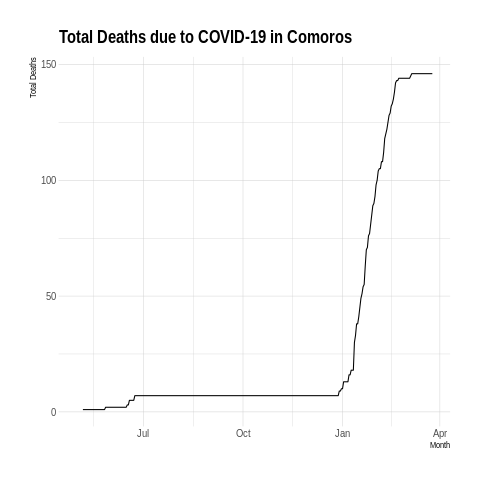 Total Deaths due to COVID-19 in Comoros
Total Deaths
150
100
50
0
Jul Oct Jan Apr
Month